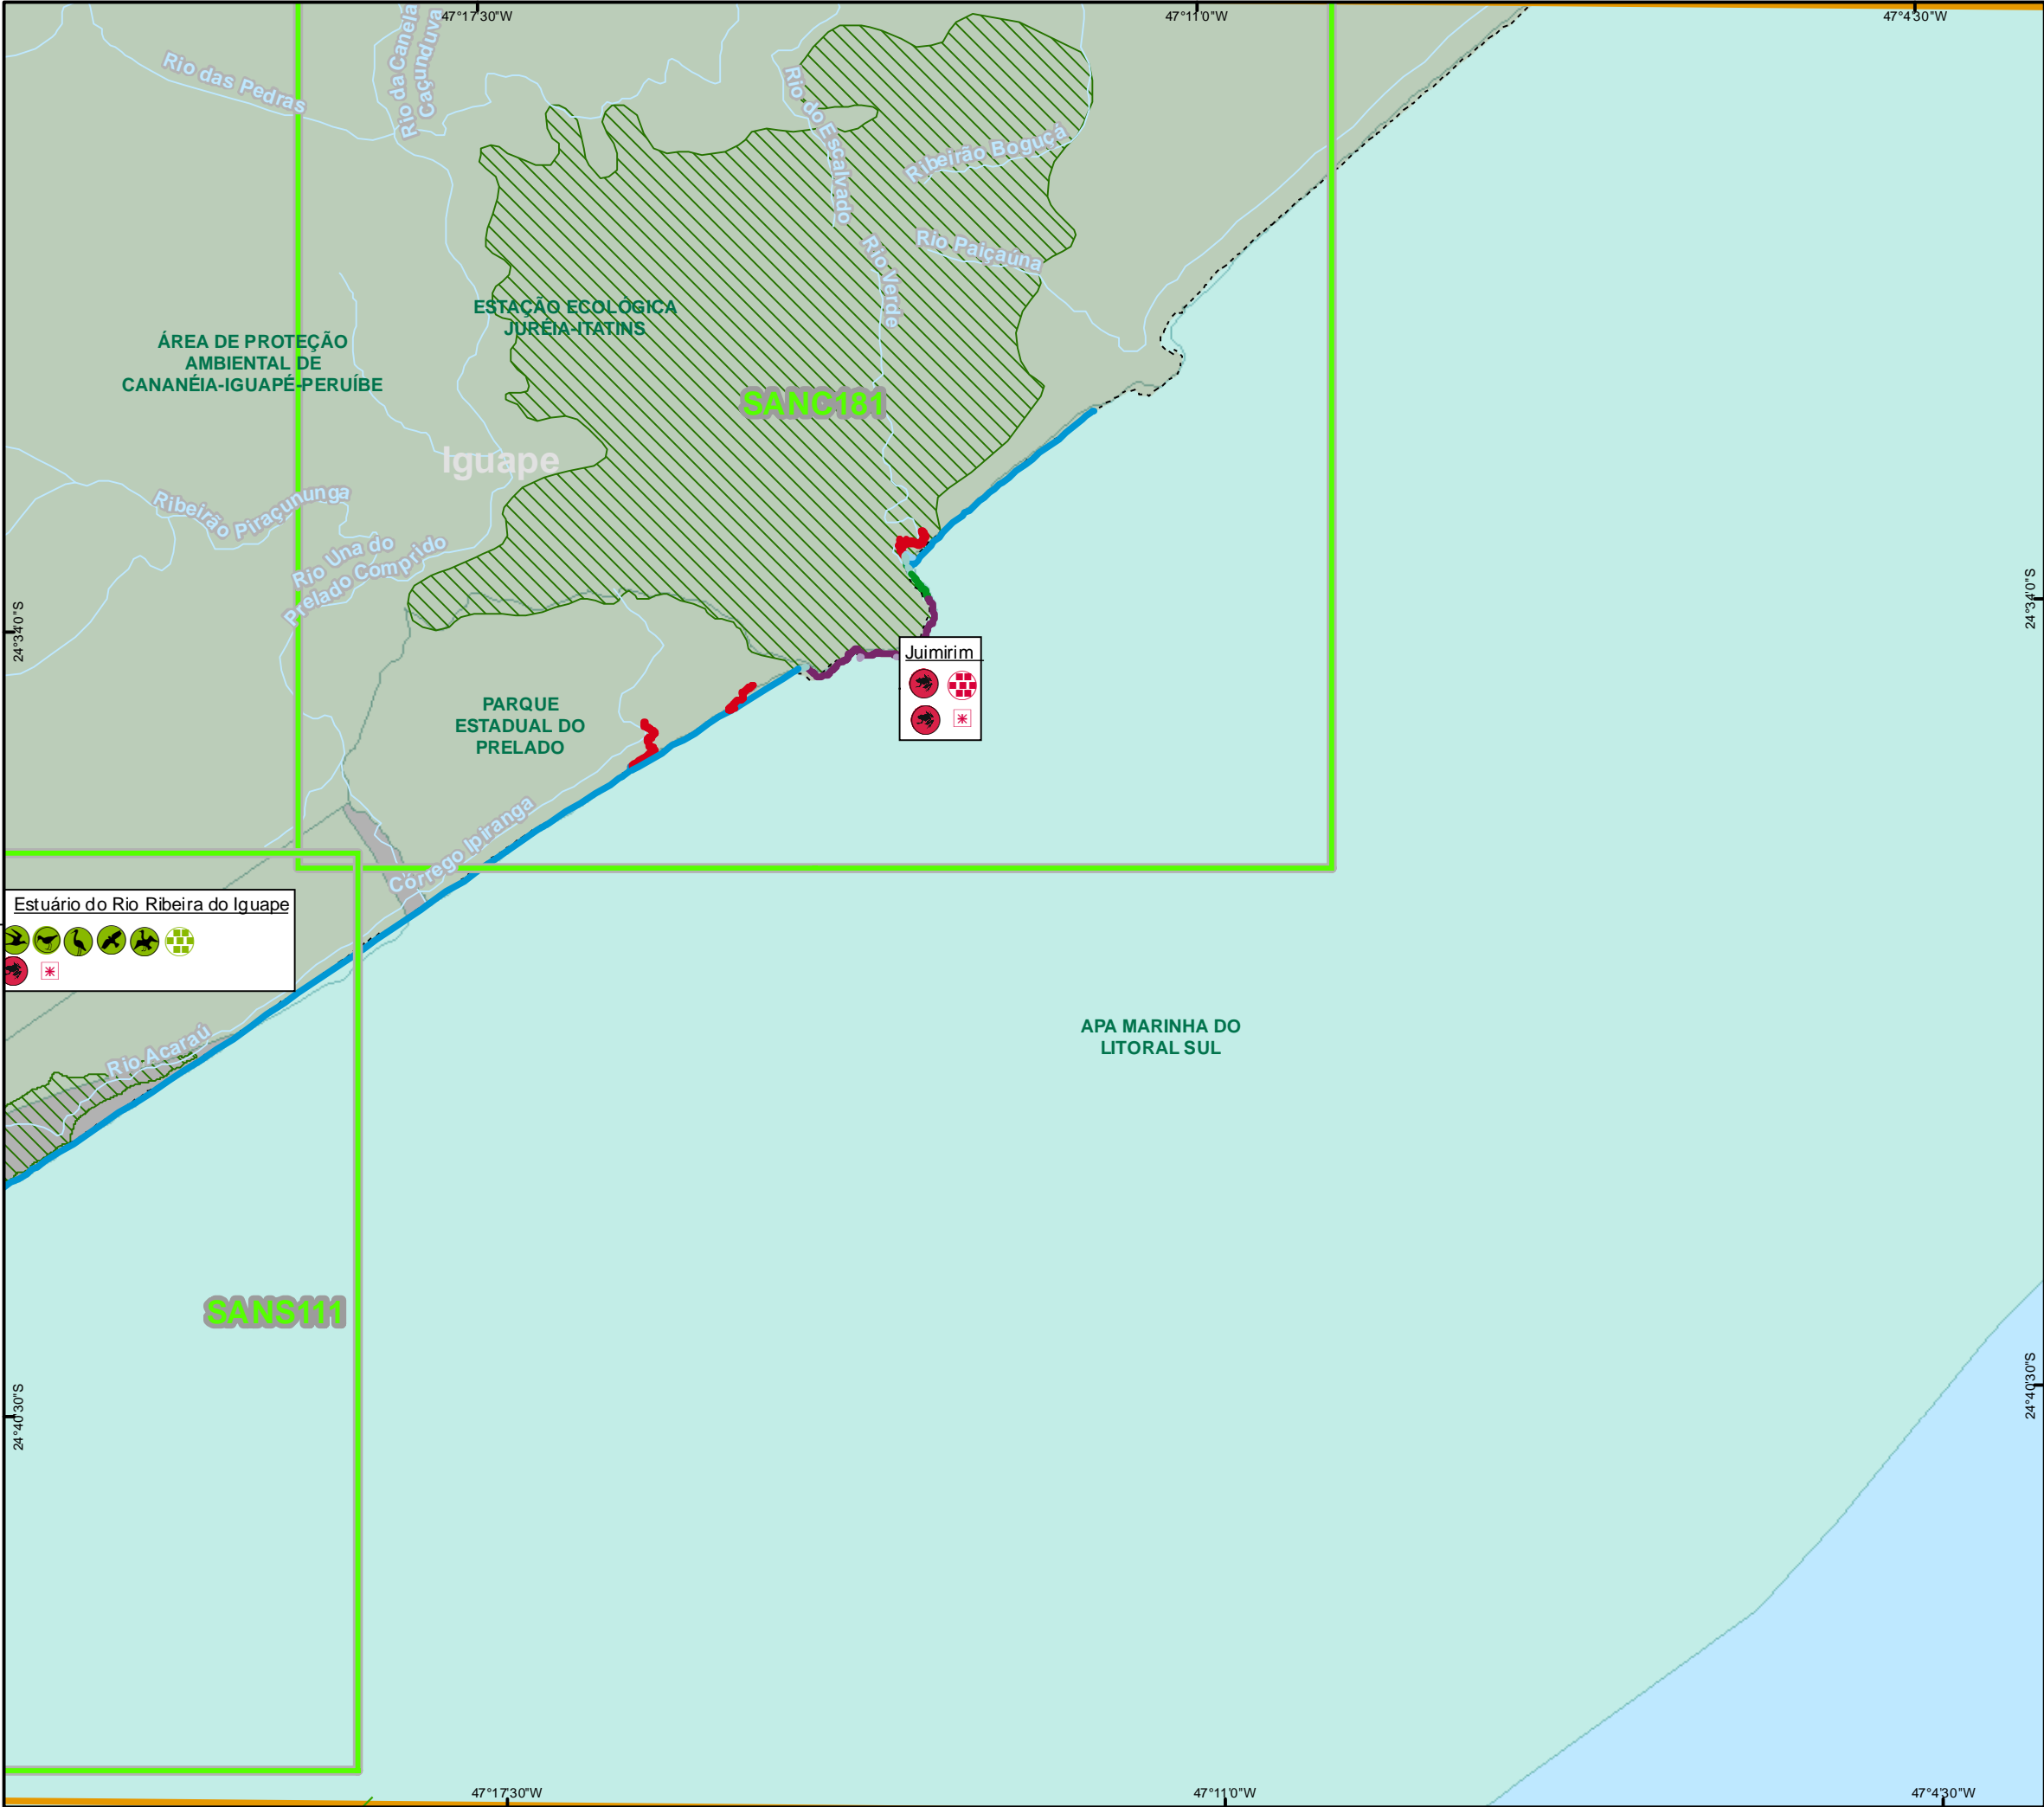 47°17'30"W
47°11'0"W
47°4'30"W
Rio das Pedras
Rio da Caneia
Caçunduva
Rio do Escalvado
Ribeirão Boguçá
Rio Paiçaúna
Rio Verde
ESTAÇÃO ECOLÓGICA
JURÉIA-ITATINS
ÁREA DE PROTEÇÃO
AMBIENTAL DE
CANANÉIA-IGUAPÉ-PERUÍBE
SANC181
Iguape
Ribeirão Piraçununga
Rio Una do
Prelado Comprido
24°34'0"S
24°34'0"S
Juimirim
PARQUE
ESTADUAL DO
PRELADO
Córrego Ipiranga
Estuário do Rio Ribeira do Iguape
Rio Acaraú
APA MARINHA DO
LITORAL SUL
SANS111
24°40'30"S
24°40'30"S
47°17'30"W
47°11'0"W
47°4'30"W